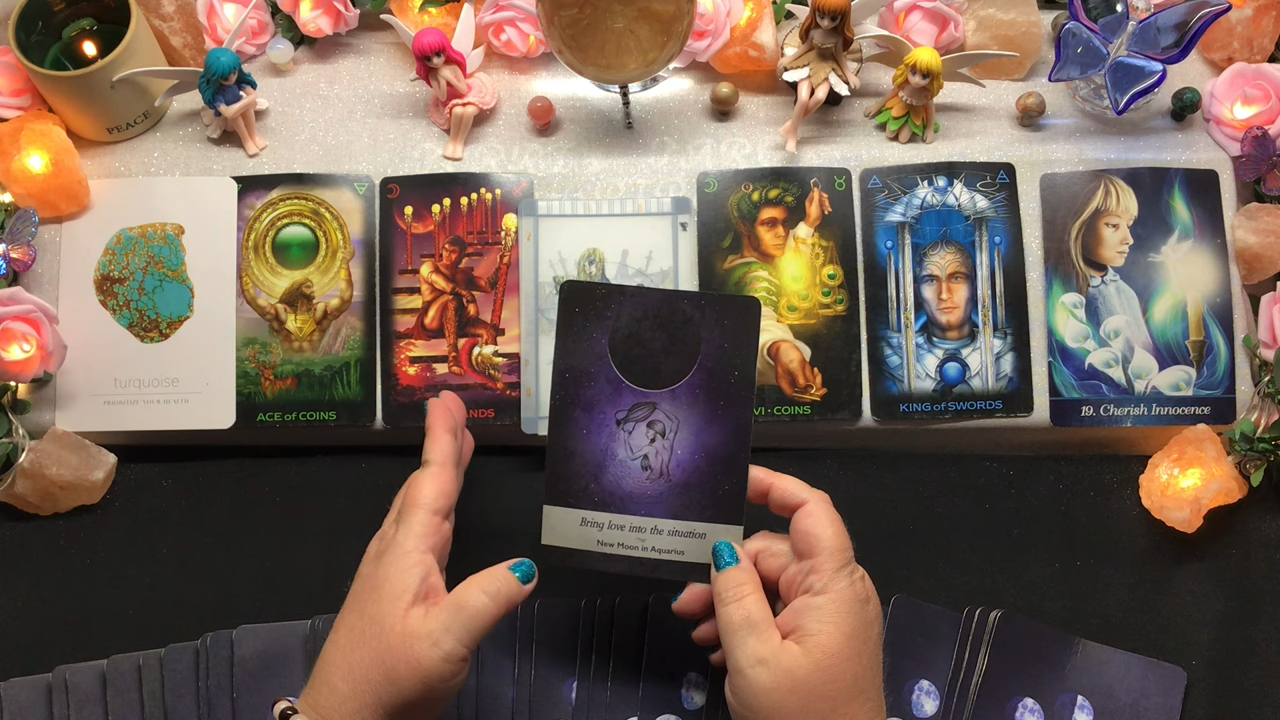 PEACE
turquoise
PRIORITIZE YOUR HEALTH
ACE of COINS
ANDS
VI • COINS
KING of SWORDS
19. Cherish Innocence
Bring love into the situation
New Moon in Aquarius